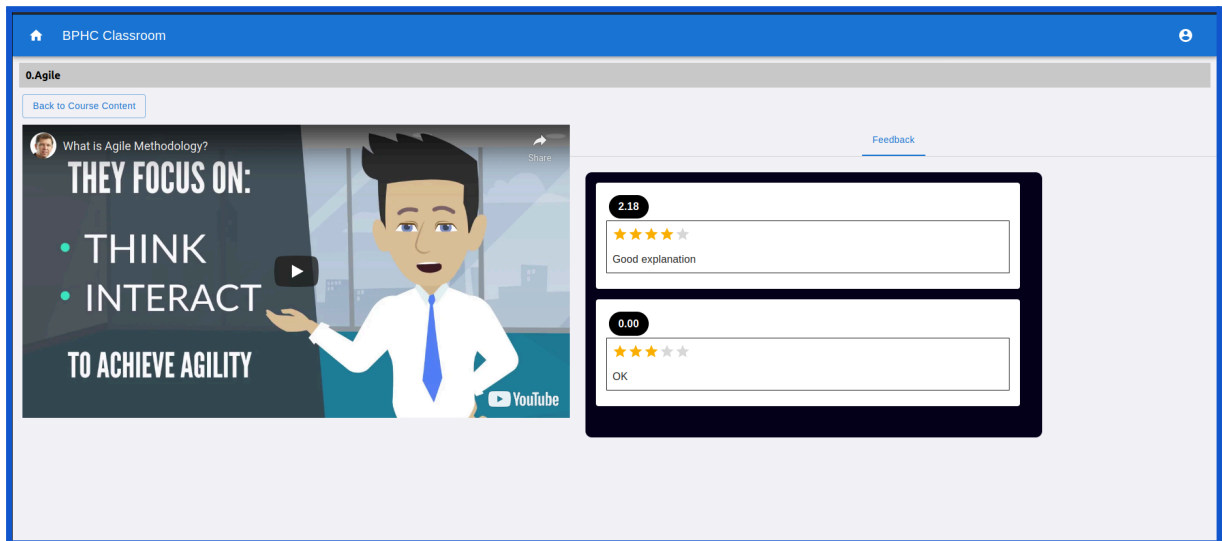 BPHC Classroom
0.Agile
Back to Course Content
What is Agile Methodology?
Share
THEY FOCUS ON:
• THINK
• INTERACT
TO ACHIEVE AGILITY
YouTube
Feedback
2.18
Good explanation
0.00
OK